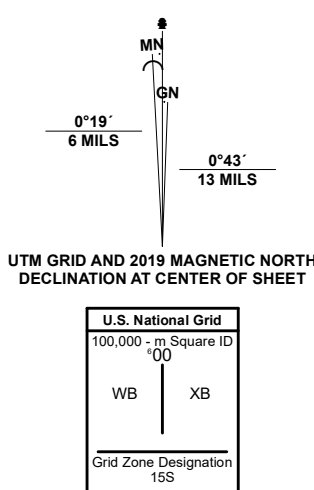 MN
GN
0°19´
6 MILS
0°43´
13 MILS
UTM GRID AND 2019 MAGNETIC NORTH
DECLINATION AT CENTER OF SHEET
U.S. National Grid
100,000 - m Square ID
⁶00
WB XB
Grid Zone Designation
15S